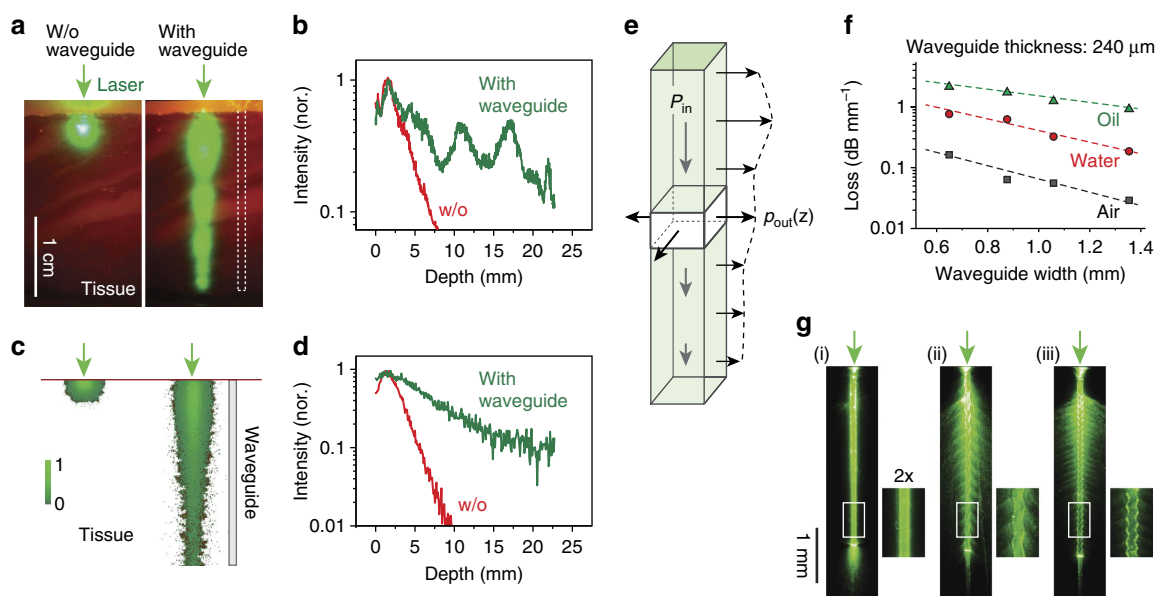 a
W/o
waveguide
With
waveguide
Laser
1 cm
Tissue
b
Intensity (nor.)
1
0.1
With
waveguide
w/o
0 5 10 15 20 25
Depth (mm)
c
1
0
Tissue
Waveguide
d
Intensity (nor.)
1
0.1
0.01
With
waveguide
w/o
0 5 10 15 20 25
Depth (mm)
e
Pin
pout(z)
f
Waveguide thickness: 240 μm
Loss (dB mm⁻¹)
1
0.1
0.01
Oil
Water
Air
0.6 0.8 1.0 1.2 1.4
Waveguide width (mm)
g
(i)
(ii)
(iii)
2x
1 mm